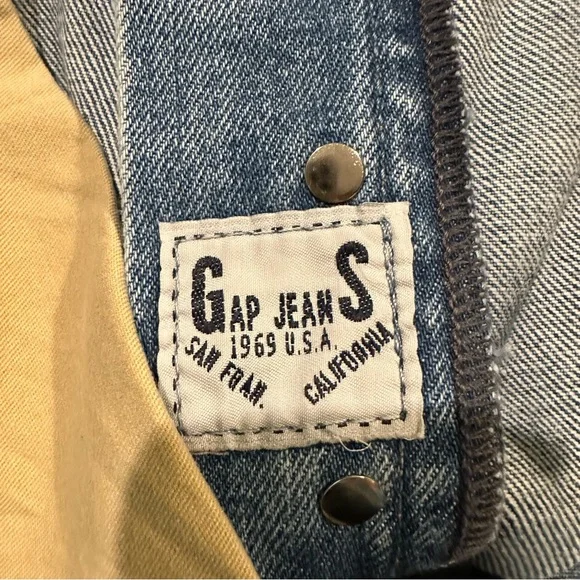 GAP JEANS
1969 U.S.A.
SAN FRAN.
CALIFORNIA